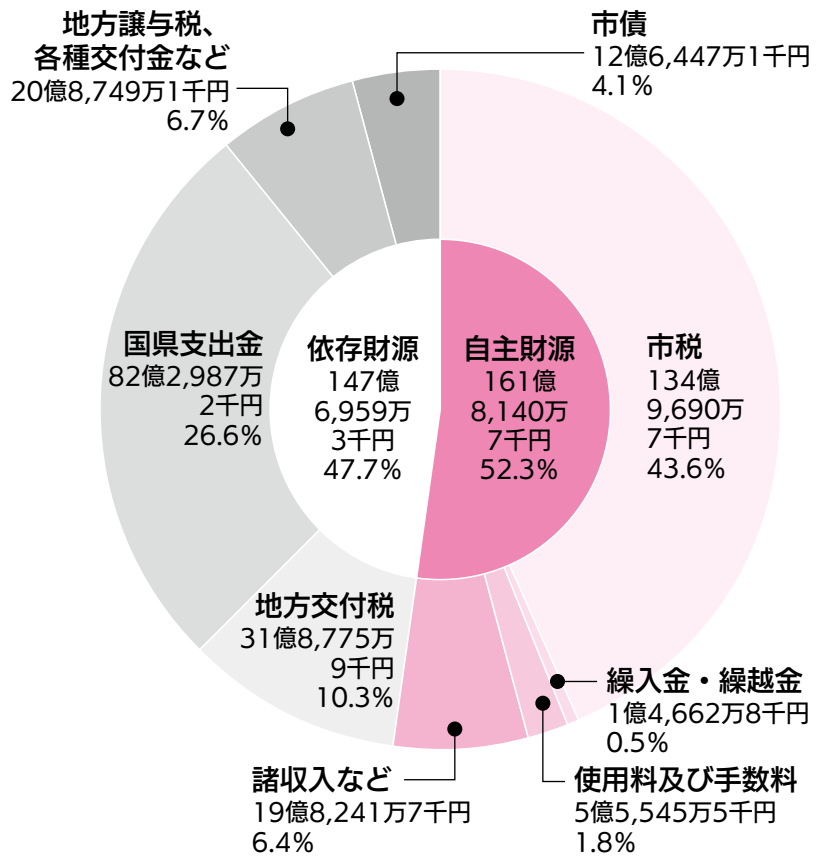 地方譲与税、
各種交付金など
20億8,749万1千円
6.7%
市債
12億6,447万1千円
4.1%
国県支出金
82億2,987万
2千円
26.6%
依存財源
147億
6,959万
3千円
47.7%
自主財源
161億
8,140万
7千円
52.3%
市税
134億
9,690万
7千円
43.6%
地方交付税
31億8,775万
9千円
10.3%
繰入金・繰越金
1億4,662万8千円
0.5%
諸収入など
19億8,241万7千円
6.4%
使用料及び手数料
5億5,545万5千円
1.8%